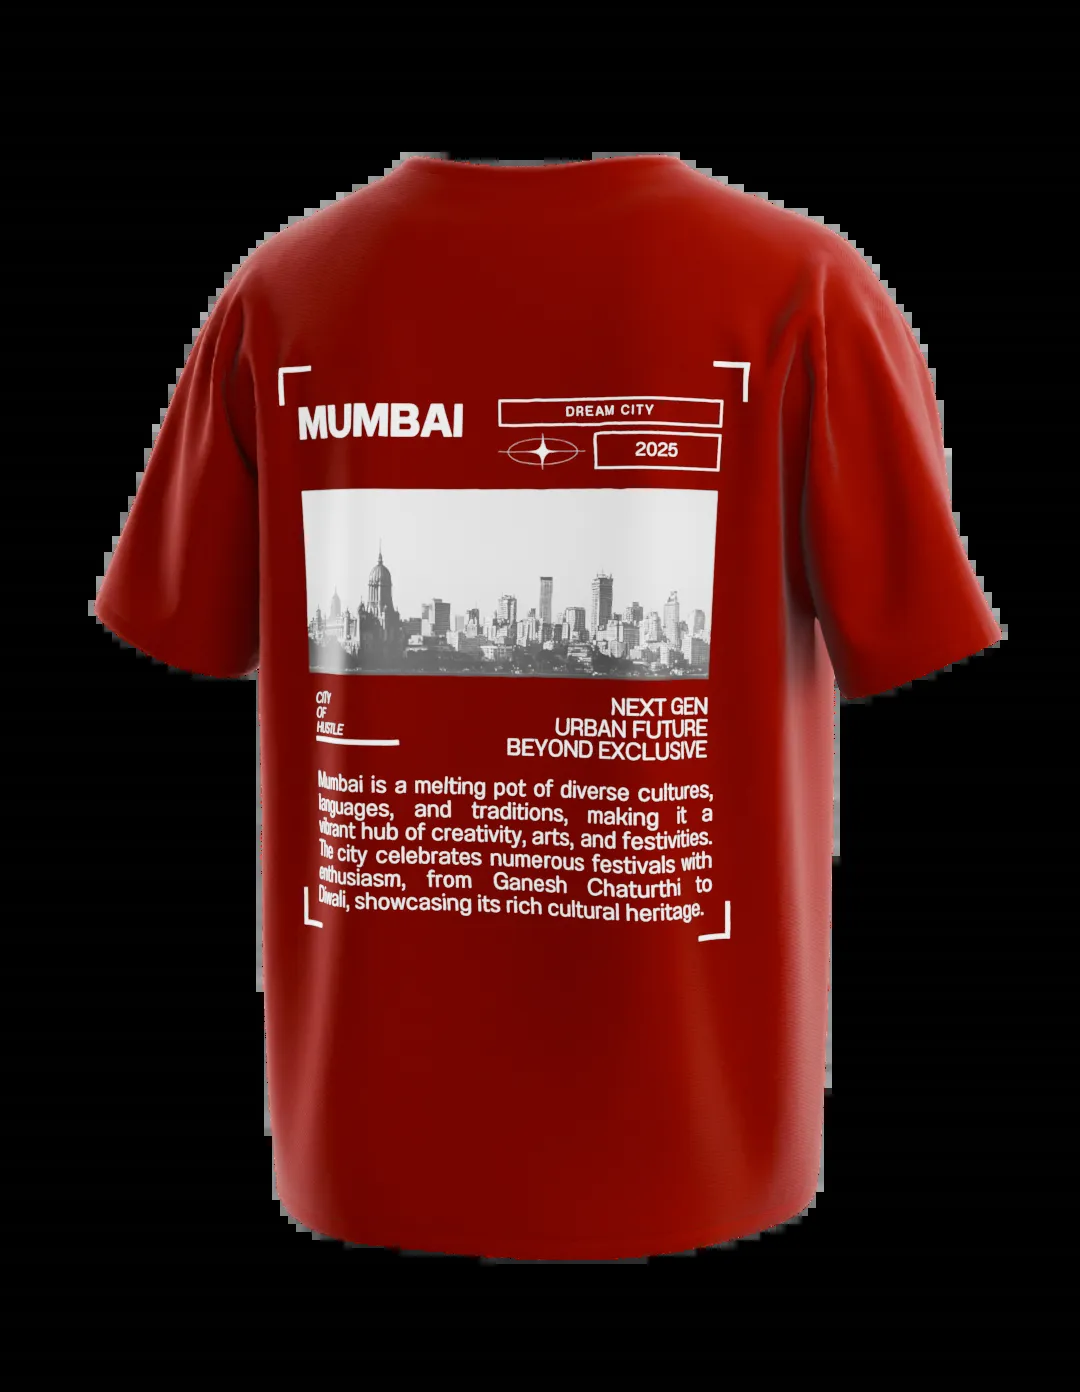 MUMBAI
DREAM CITY
2025
CITY
OF
HUSTLE
NEXT GEN
URBAN FUTURE
BEYOND EXCLUSIVE
Mumbai is a melting pot of diverse cultures,
languages, and traditions, making it a
vibrant hub of creativity, arts, and festivities.
The city celebrates numerous festivals with
enthusiasm, from Ganesh Chaturthi to
Diwali, showcasing its rich cultural heritage.